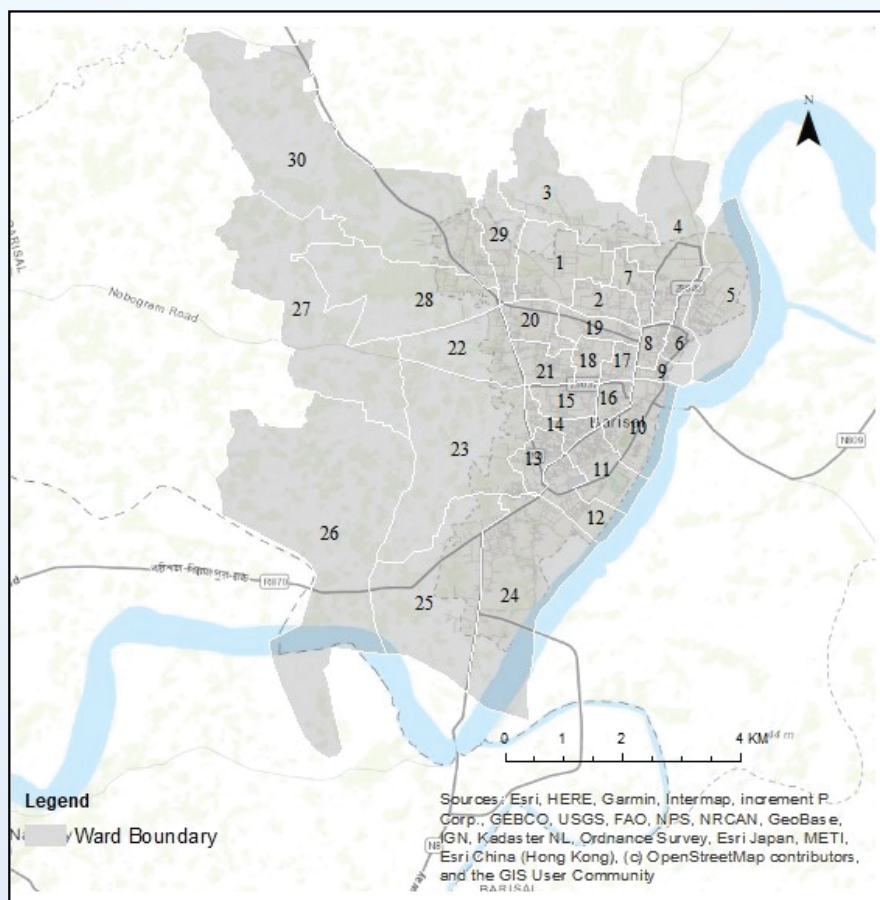 N
30
3
29
4
1
7
5
BARISAL
Nobogram Road
27
28
2
20
19
8
6
22
18
17
9
21
15
16
14
Barisal
10
N809
23
13
11
12
26
R870
25
24
0 1 2 4 KM
44 m
Legend
Ward Boundary
Sources: Esri, HERE, Garmin, Intermap, increment P
Corp., GEBCO, USGS, FAO, NPS, NRCAN, GeoBase,
IGN, Kadaster NL, Ordnance Survey, Esri Japan, METI,
Esri China (Hong Kong), (c) OpenStreetMap contributors,
and the GIS User Community
N8
way
BARISAL